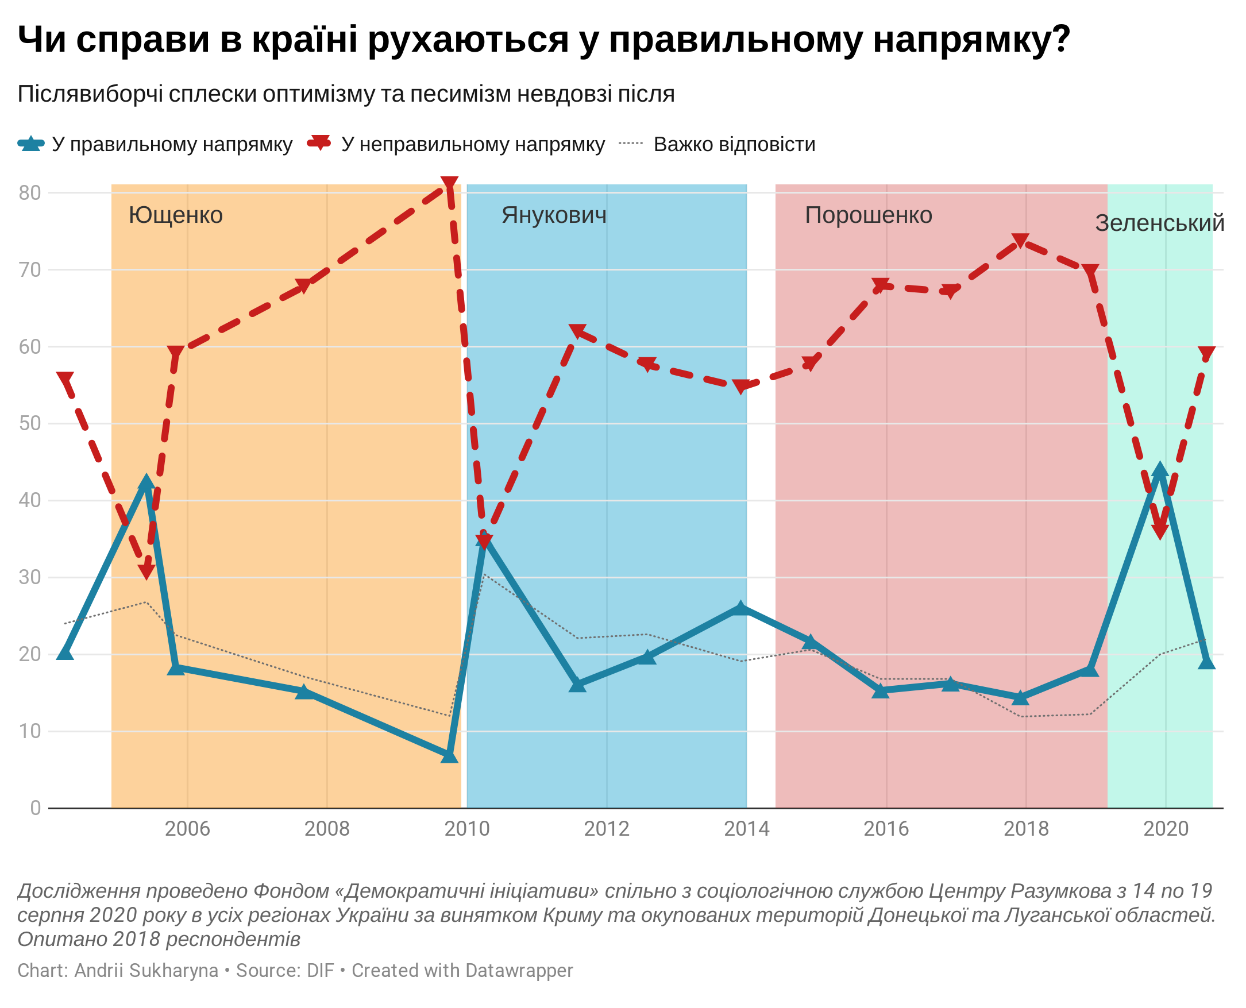 Чи справи в країні рухаються у правильному напрямку?
Післявиборчі сплески оптимізму та песимізм невдовзі після
У правильному напрямку У неправильному напрямку Важко відповісти
80
Ющенко Янукович Порошенко Зеленський
70
60
50
40
30
20
10
0
2006 2008 2010 2012 2014 2016 2018 2020
Дослідження проведено Фондом «Демократичні ініціативи» спільно з соціологічною службою Центру Разумкова з 14 по 19
серпня 2020 року в усіх регіонах України за винятком Криму та окупованих територій Донецької та Луганської областей.
Опитано 2018 респондентів
Chart: Andrii Sukharyna • Source: DIF • Created with Datawrapper